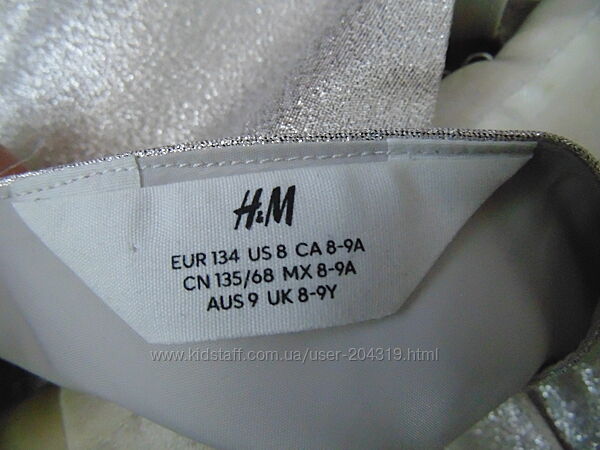 H&M
EUR 134 US 8 CA 8-9A
CN 135/68 MX 8-9A
AUS 9 UK 8-9Y
www.kidstaff.com.ua/user-204319.html